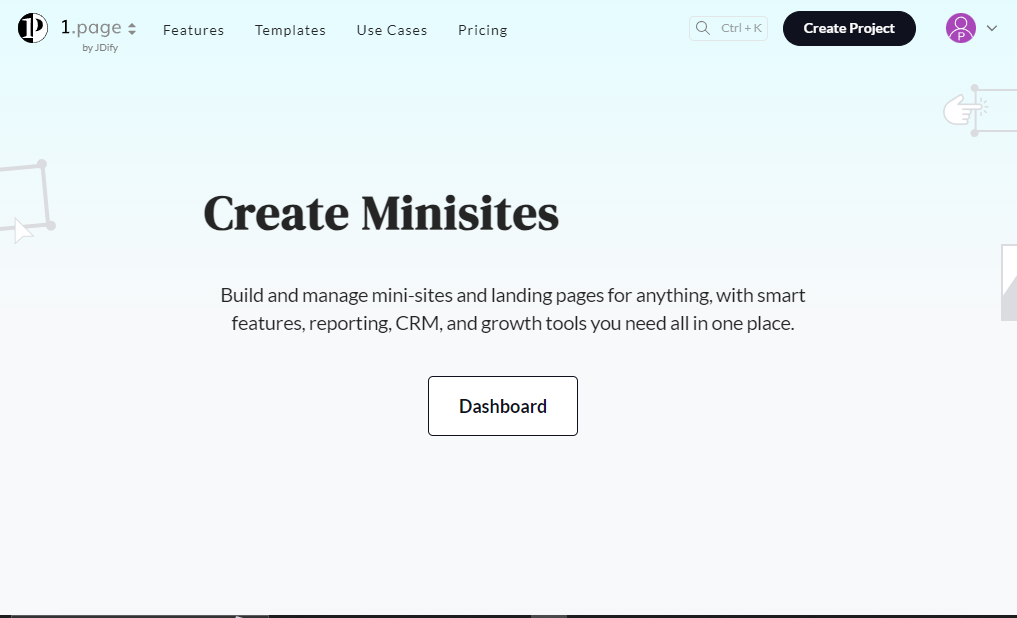 1.page
by JDify
Features
Templates
Use Cases
Pricing
Ctrl + K
Create Project
P
Create Minisites
Build and manage mini-sites and landing pages for anything, with smart
features, reporting, CRM, and growth tools you need all in one place.
Dashboard